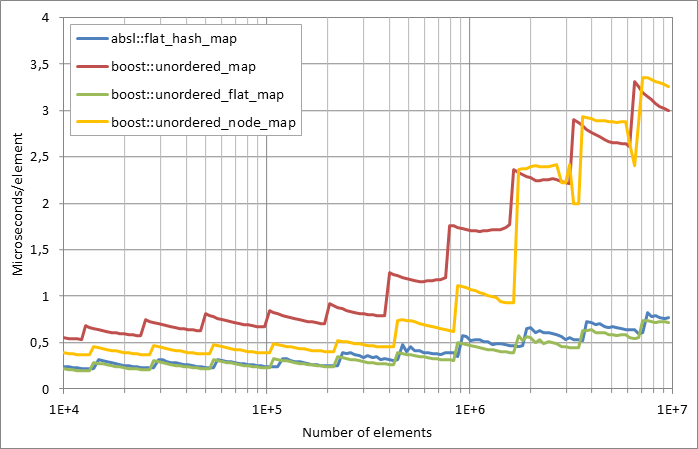 4
3,5
3
2,5
2
1,5
1
0,5
0
Microseconds/element
absl::flat_hash_map
boost::unordered_map
boost::unordered_flat_map
boost::unordered_node_map
1E+4
1E+5
1E+6
1E+7
Number of elements